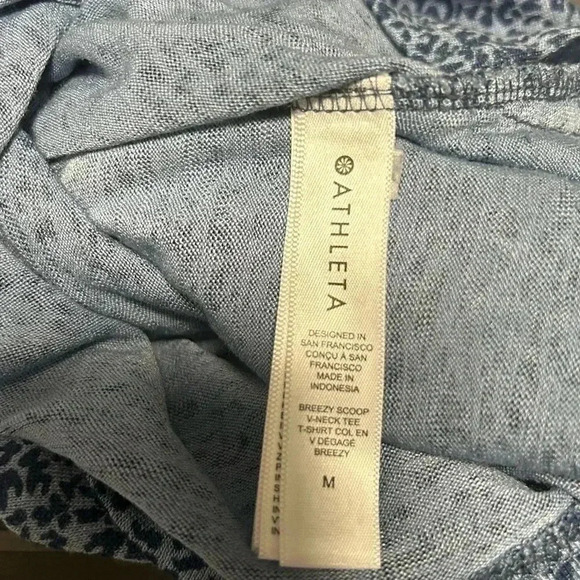 ATHLETA
DESIGNED IN
SAN FRANCISCO
CONÇU À SAN
FRANCISCO
MADE IN
INDONESIA
BREEZY SCOOP
V-NECK TEE
T-SHIRT COL EN
V DÉGAGÉ
BREEZY
M